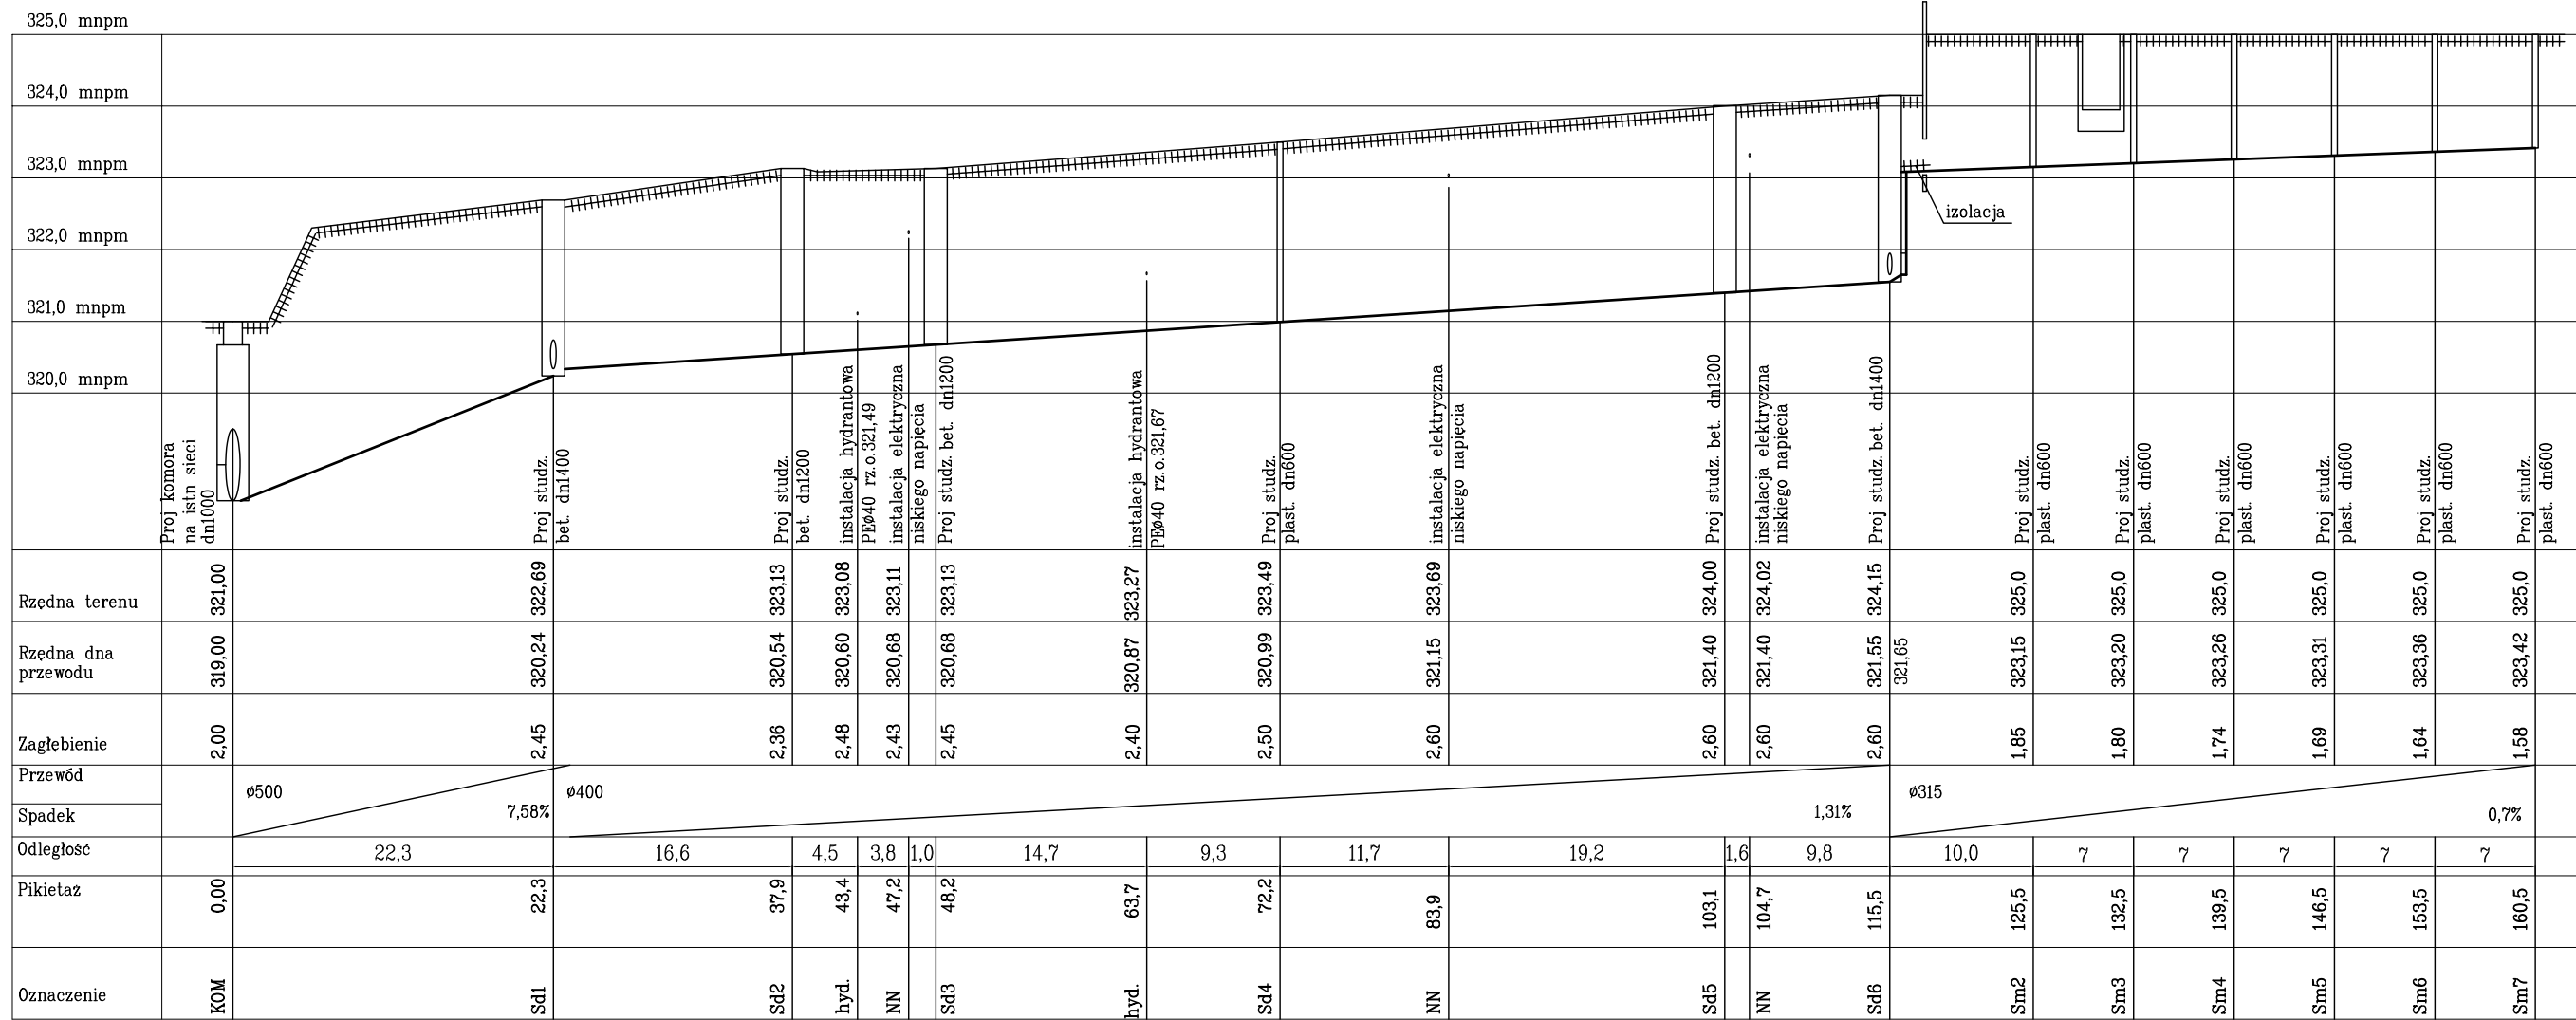 325,0 mnpm
324,0 mnpm
323,0 mnpm
322,0 mnpm
321,0 mnpm
320,0 mnpm
izolacja
Proj komora
na istn sieci
dn1000
Proj studz.
bet. dn1400
Proj studz.
bet. dn1200
instalacja hydrantowa
PEø40 rz.o.321,49
instalacja elektryczna
niskiego napięcia
Proj studz. bet. dn1200
instalacja hydrantowa
PEø40 rz.o.321,67
Proj studz.
plast. dn600
instalacja elektryczna
niskiego napięcia
Proj studz. bet. dn1200
instalacja elektryczna
niskiego napięcia
Proj studz. bet. dn1400
Proj studz.
plast. dn600
Proj studz.
plast. dn600
Proj studz.
plast. dn600
Proj studz.
plast. dn600
Proj studz.
plast. dn600
Proj studz.
plast. dn600
Rzędna terenu 321,00 322,69 323,13 323,08 323,11 323,13 323,27 323,49 323,69 324,00 324,02 324,15 325,0 325,0 325,0 325,0 325,0 325,0
Rzędna dna
przewodu 319,00 320,24 320,54 320,60 320,68 320,68 320,87 320,99 321,15 321,40 321,40 321,55 321,65 323,15 323,20 323,26 323,31 323,36 323,42
Zagłębienie 2,00 2,45 2,36 2,48 2,43 2,45 2,40 2,50 2,60 2,60 2,60 2,60 1,85 1,80 1,74 1,69 1,64 1,58
Przewód ø500 ø400 ø315
Spadek 7,58% 1,31% 0,7%
Odległość 22,3 16,6 4,5 3,8 1,0 14,7 9,3 11,7 19,2 1,6 9,8 10,0 7 7 7 7 7
Pikietaż 0,00 22,3 37,9 43,4 47,2 48,2 63,7 72,2 83,9 103,1 104,7 115,5 125,5 132,5 139,5 146,5 153,5 160,5
Oznaczenie KOM Sd1 Sd2 hyd. NN Sd3 hyd. Sd4 NN Sd5 NN Sd6 Sm2 Sm3 Sm4 Sm5 Sm6 Sm7